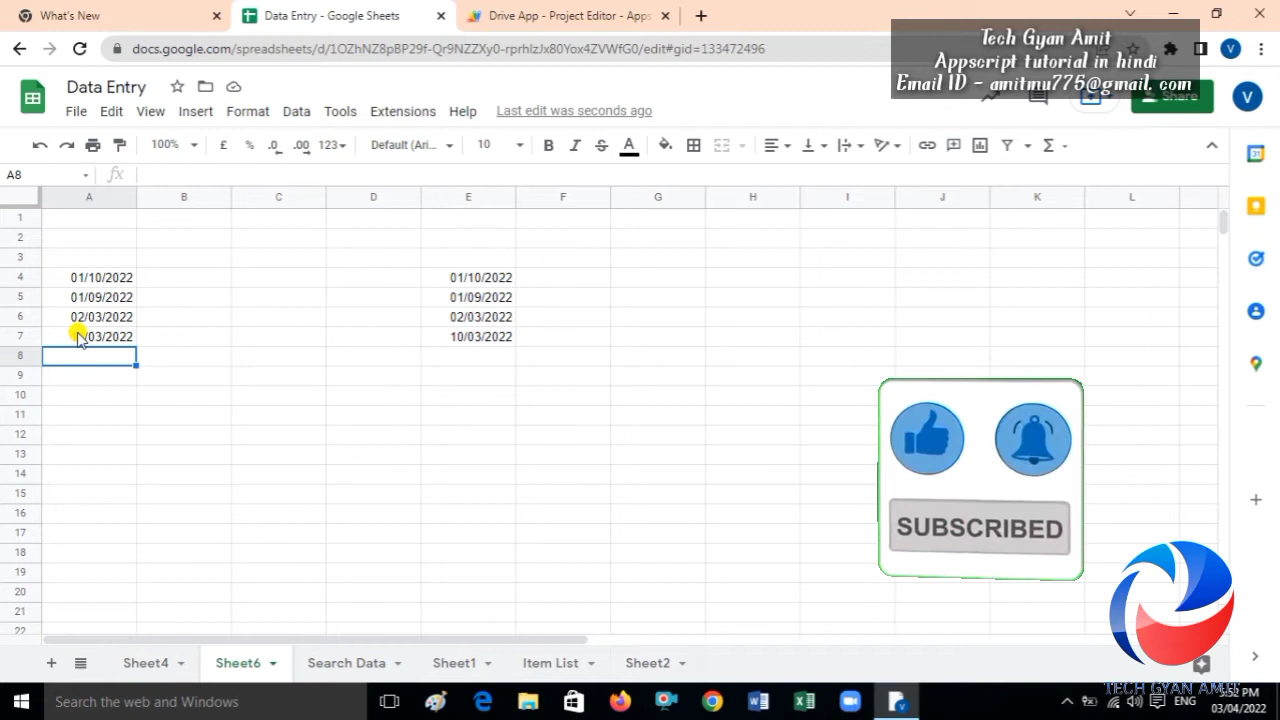 What's New
Data Entry - Google Sheets
Drive App - Project Editor - Apps
docs.google.com/spreadsheets/d/1OZhNZ8pBP29f-Qr9NZZXy0-rprhlzJx80Yox4ZVWfG0/edit#gid=133472496
Tech Gyan Amit
Appscript tutorial in hindi
Email ID - amitmu775@gmail. com
Data Entry
File Edit View Insert Format Data Tools Extensions Help Last edit was seconds ago
Share
V
100% £ % .0 .00 123 Default (Ari... 10 B I S A
A8 fx
A B C D E F G H I J K L
1
2
3
4 01/10/2022 01/10/2022
5 01/09/2022 01/09/2022
6 02/03/2022 02/03/2022
7 /03/2022 10/03/2022
8
9
10
11
12
13
14
15
16
17
18
19
20
21
22
SUBSCRIBED
TECH GYAN AMIT
Sheet4 Sheet6 Search Data Sheet1 Item List Sheet2
Search the web and Windows
ENG
5:52 PM
03/04/2022